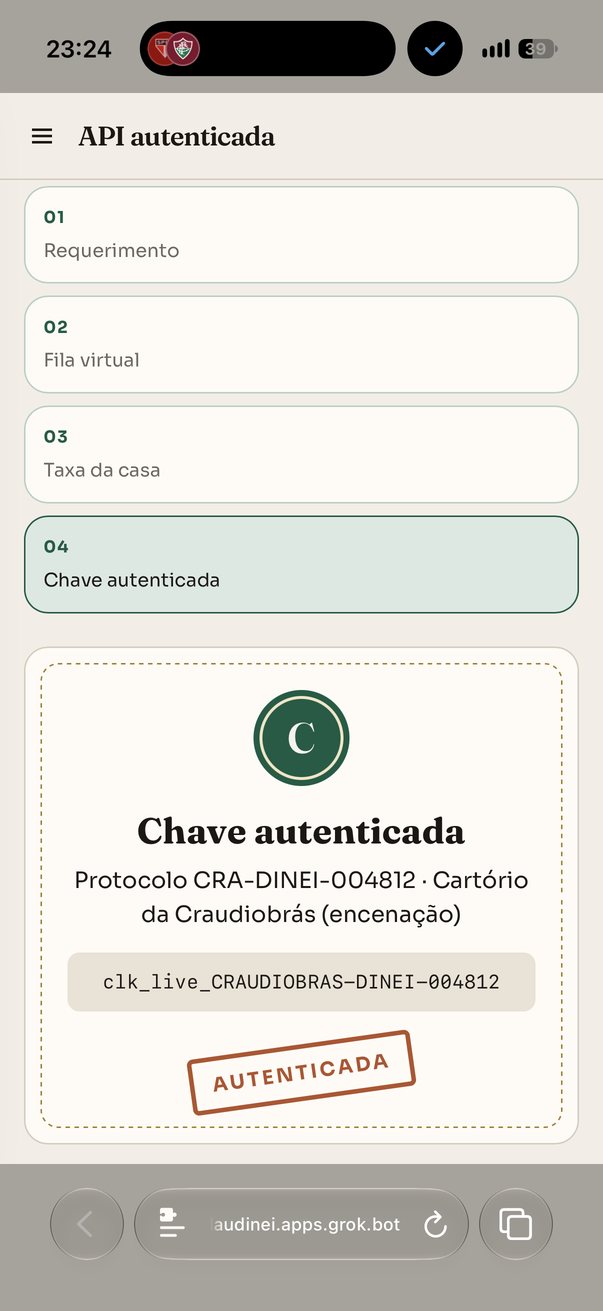 23:24
39
API autenticada
01
Requerimento
02
Fila virtual
03
Taxa da casa
04
Chave autenticada
C
Chave autenticada
Protocolo CRA-DINEI-004812 · Cartório
da Craudiobrás (encenação)
clk_live_CRAUDIOBRAS-DINEI-004812
AUTENTICADA
audinei.apps.grok.bot